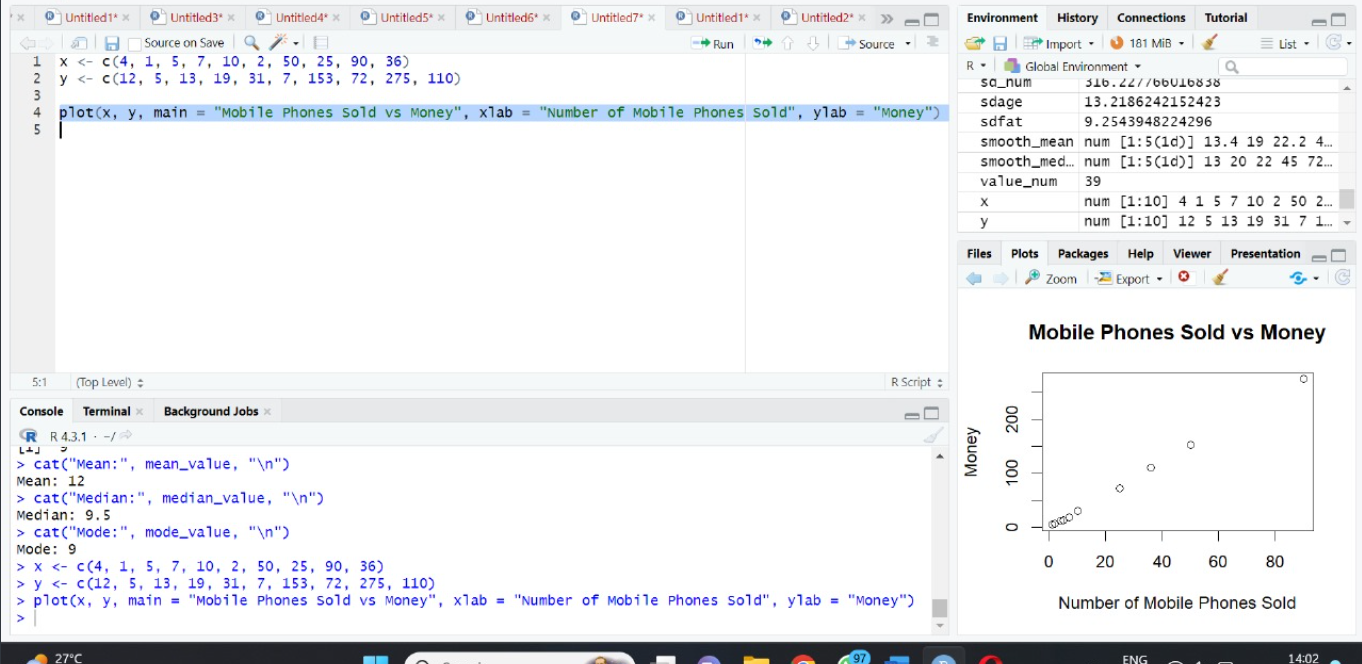 Untitled1* × Untitled3* × Untitled4* × Untitled5* × Untitled6* × Untitled7* × Untitled1* × Untitled2* ×
Source on Save Run Source
1 x <- c(4, 1, 5, 7, 10, 2, 50, 25, 90, 36)
2 y <- c(12, 5, 13, 19, 31, 7, 153, 72, 275, 110)
3
4 plot(x, y, main = "Mobile Phones Sold vs Money", xlab = "Number of Mobile Phones Sold", ylab = "Money")
5
5:1 (Top Level) R Script
Console Terminal × Background Jobs ×
R 4.3.1 · ~/
[1] 9
> cat("Mean:", mean_value, "\n")
Mean: 12
> cat("Median:", median_value, "\n")
Median: 9.5
> cat("Mode:", mode_value, "\n")
Mode: 9
> x <- c(4, 1, 5, 7, 10, 2, 50, 25, 90, 36)
> y <- c(12, 5, 13, 19, 31, 7, 153, 72, 275, 110)
> plot(x, y, main = "Mobile Phones Sold vs Money", xlab = "Number of Mobile Phones Sold", ylab = "Money")
>
Environment History Connections Tutorial
Import 181 MiB List
R Global Environment
sd_num 316.227766016838
sdage 13.2186242152423
sdfat 9.2543948224296
smooth_mean num [1:5(1d)] 13.4 19 22.2 4…
smooth_med… num [1:5(1d)] 13 20 22 45 72…
value_num 39
x num [1:10] 4 1 5 7 10 2 50 2…
y num [1:10] 12 5 13 19 31 7 1…
Files Plots Packages Help Viewer Presentation
Zoom Export
Mobile Phones Sold vs Money
Money
200
100
0
0 20 40 60 80
Number of Mobile Phones Sold
27°C 97 ENG 14:02